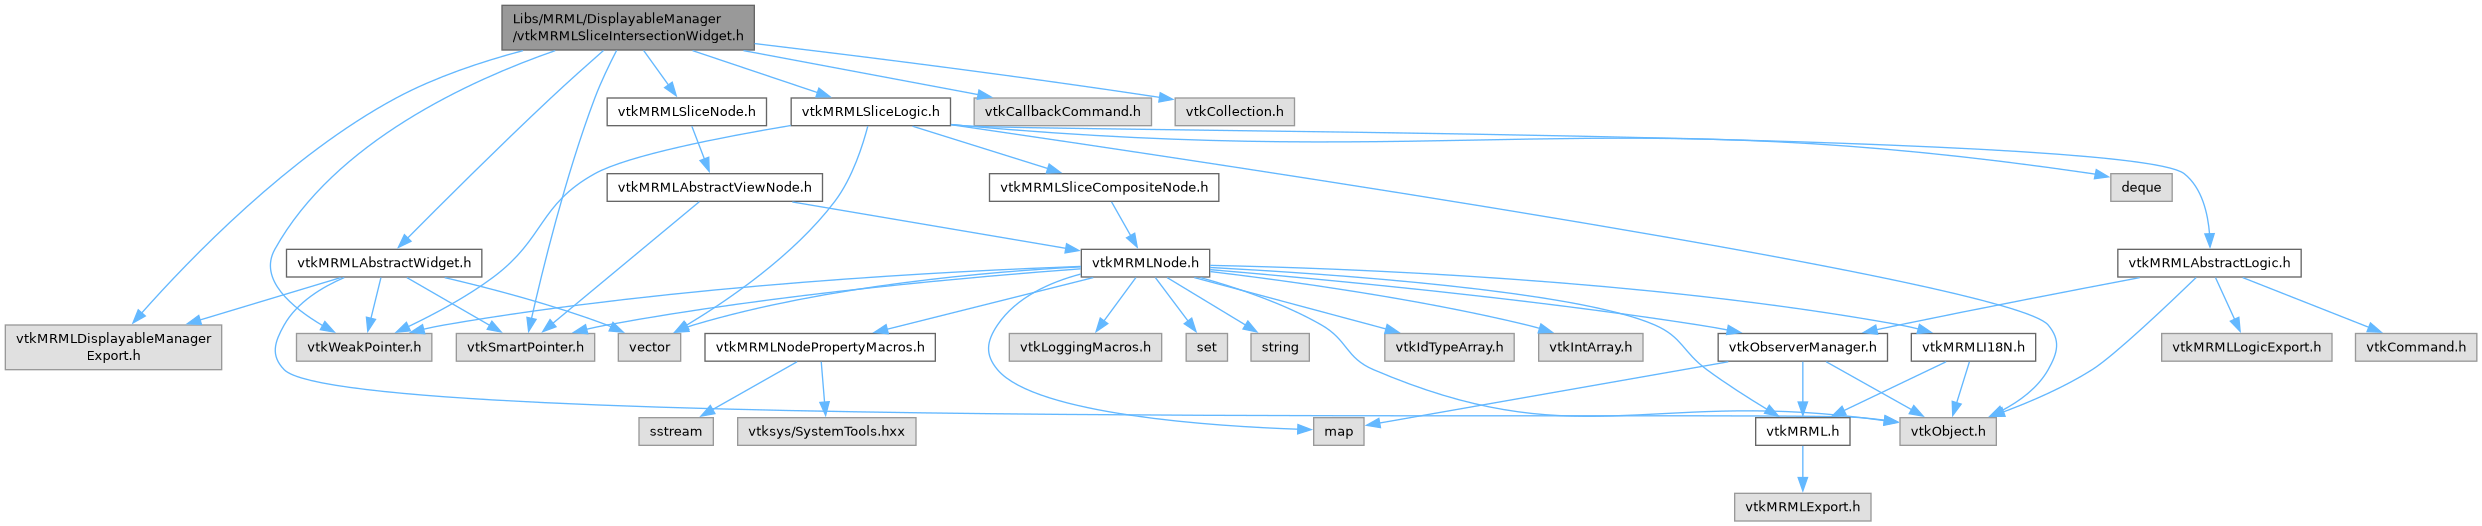 Libs/MRML/DisplayableManager
/vtkMRMLSliceIntersectionWidget.h
vtkMRMLSliceNode.h
vtkMRMLSliceLogic.h
vtkCallbackCommand.h
vtkCollection.h
vtkMRMLAbstractViewNode.h
vtkMRMLSliceCompositeNode.h
deque
vtkMRMLAbstractWidget.h
vtkMRMLNode.h
vtkMRMLAbstractLogic.h
vtkMRMLDisplayableManager
Export.h
vtkWeakPointer.h
vtkSmartPointer.h
vector
vtkMRMLNodePropertyMacros.h
vtkLoggingMacros.h
set
string
vtkIdTypeArray.h
vtkIntArray.h
vtkObserverManager.h
vtkMRMLI18N.h
vtkMRMLLogicExport.h
vtkCommand.h
sstream
vtksys/SystemTools.hxx
map
vtkMRML.h
vtkObject.h
vtkMRMLExport.h